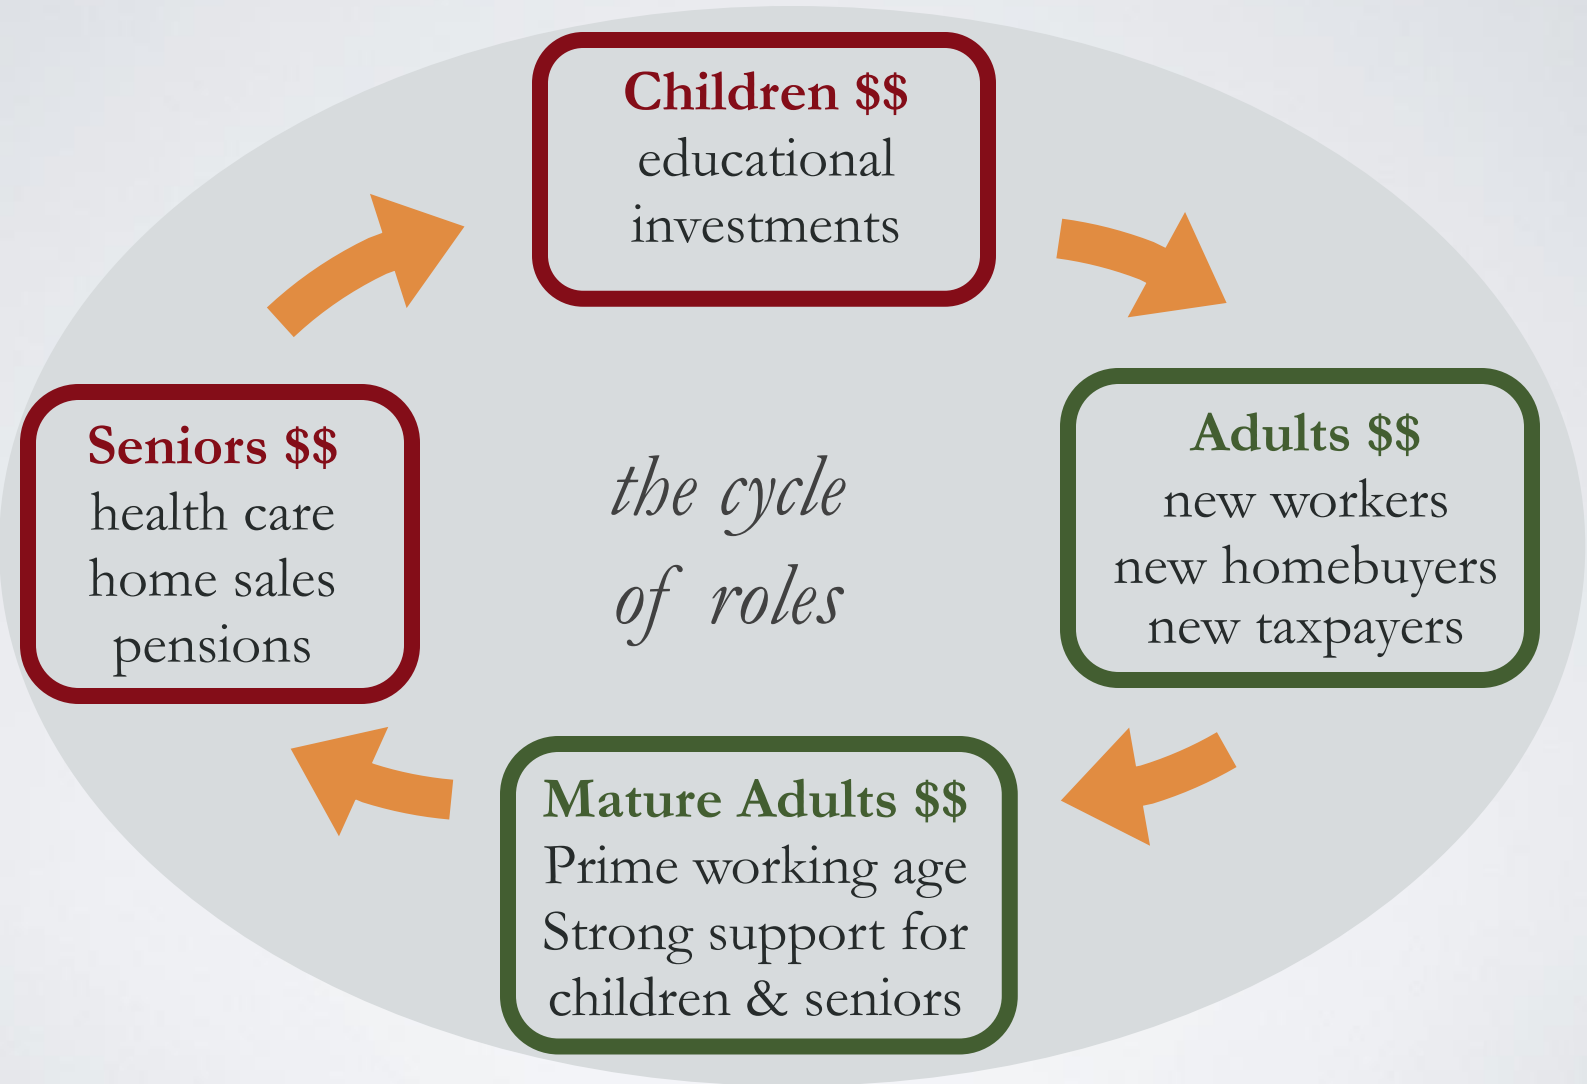 Children $$
educational
investments
Seniors $$
health care
home sales
pensions
the cycle
of roles
Adults $$
new workers
new homebuyers
new taxpayers
Mature Adults $$
Prime working age
Strong support for
children & seniors